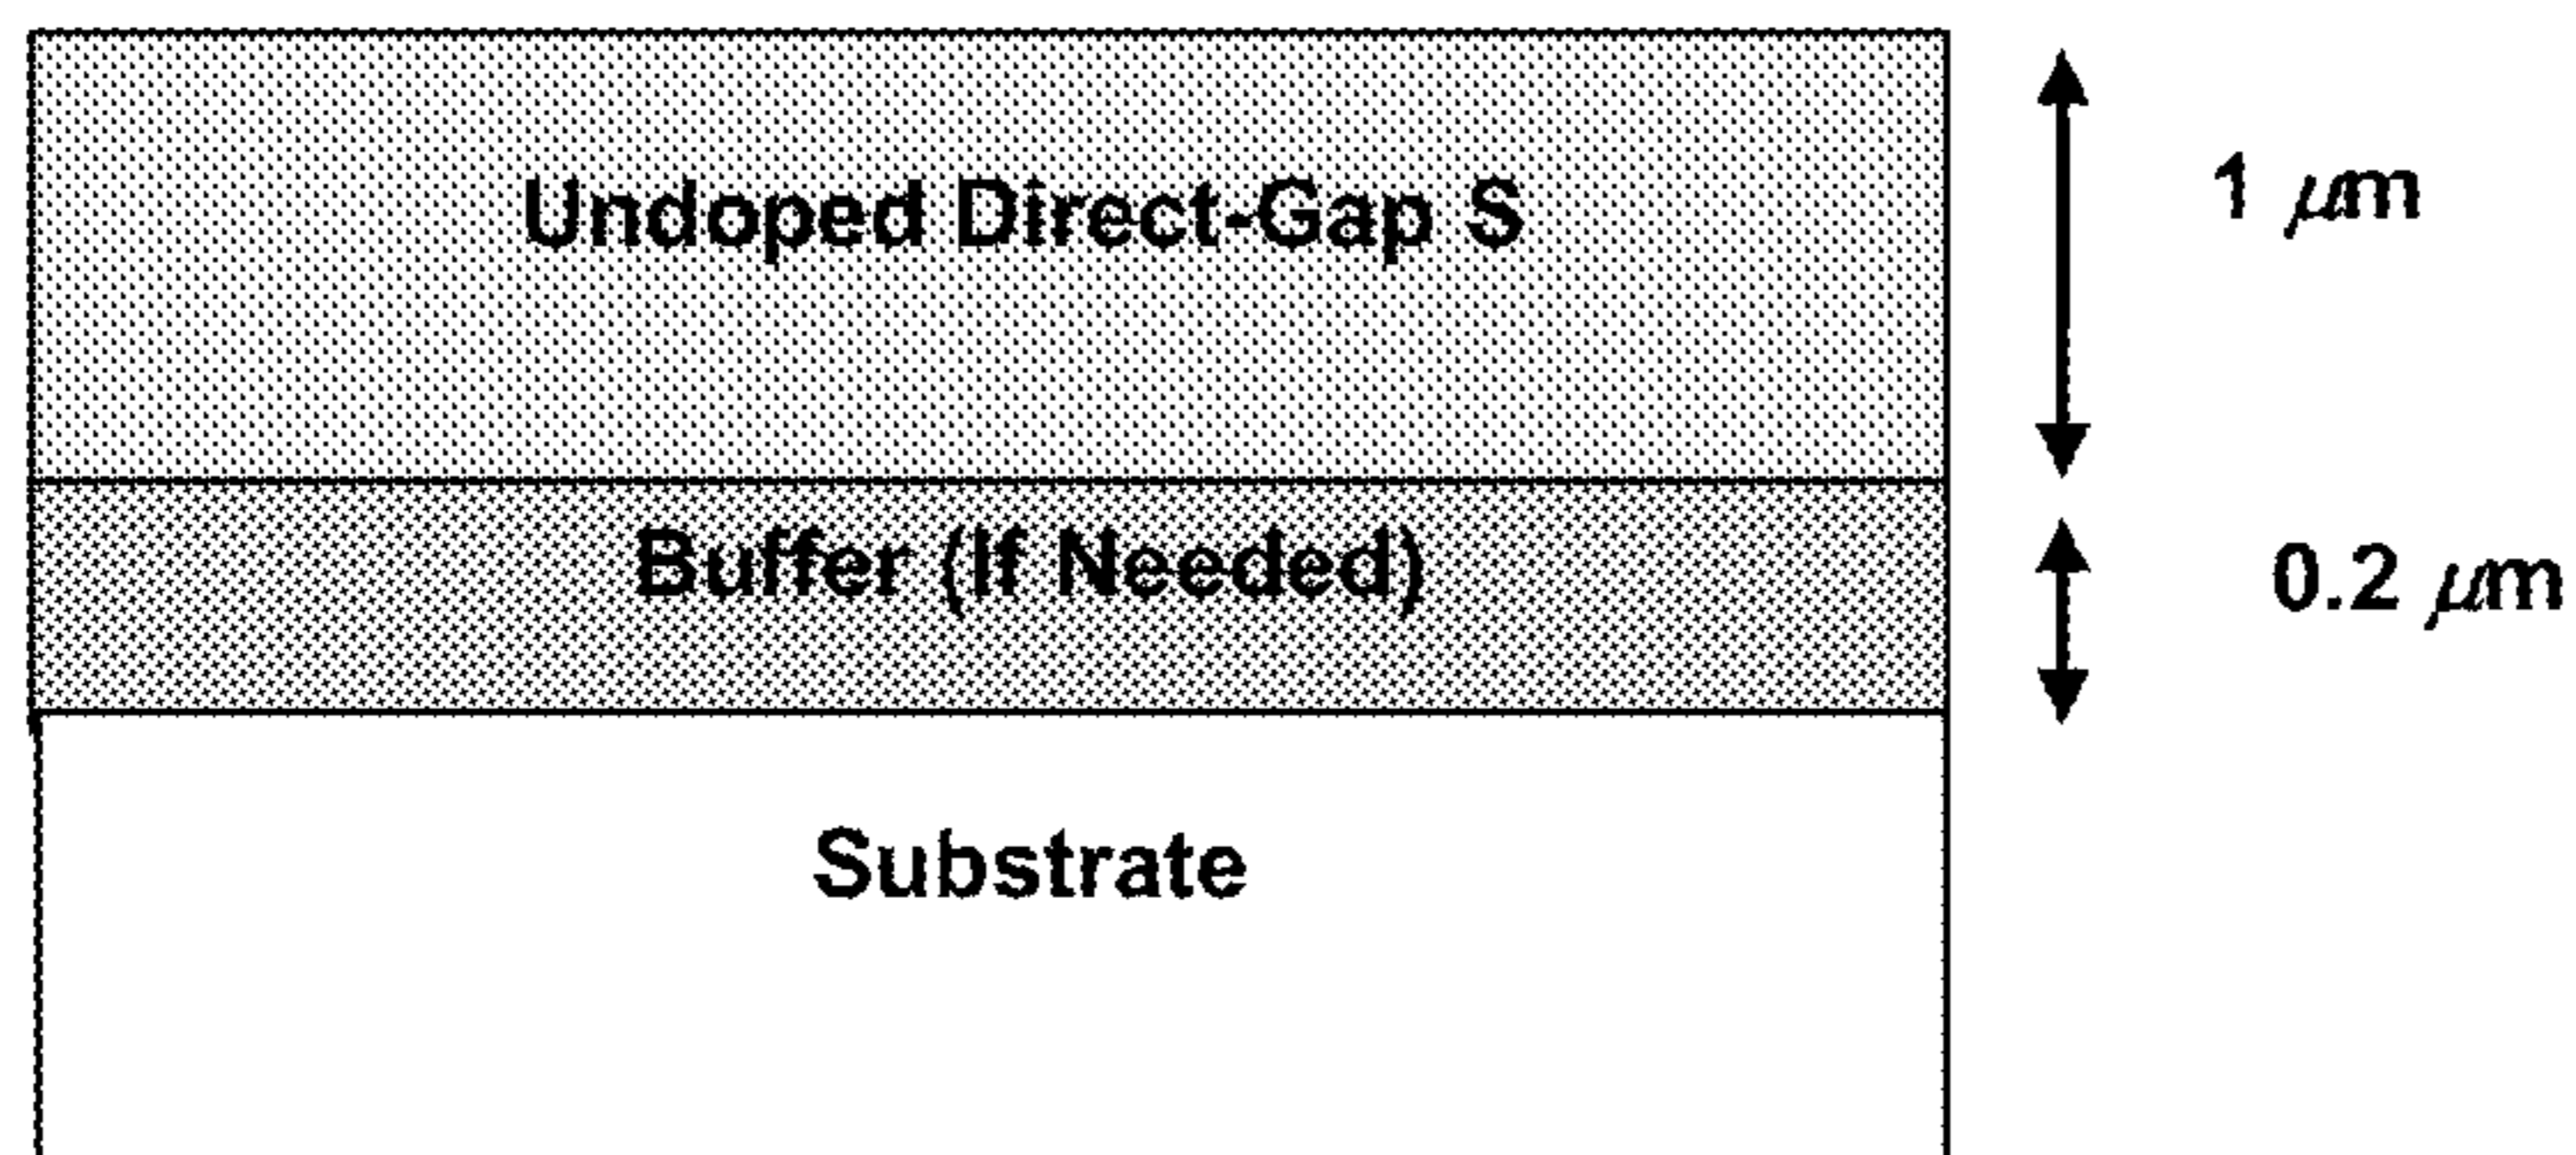 Undoped Direct-Gap S
1 μm
Buffer (If Needed)
0.2 μm
Substrate